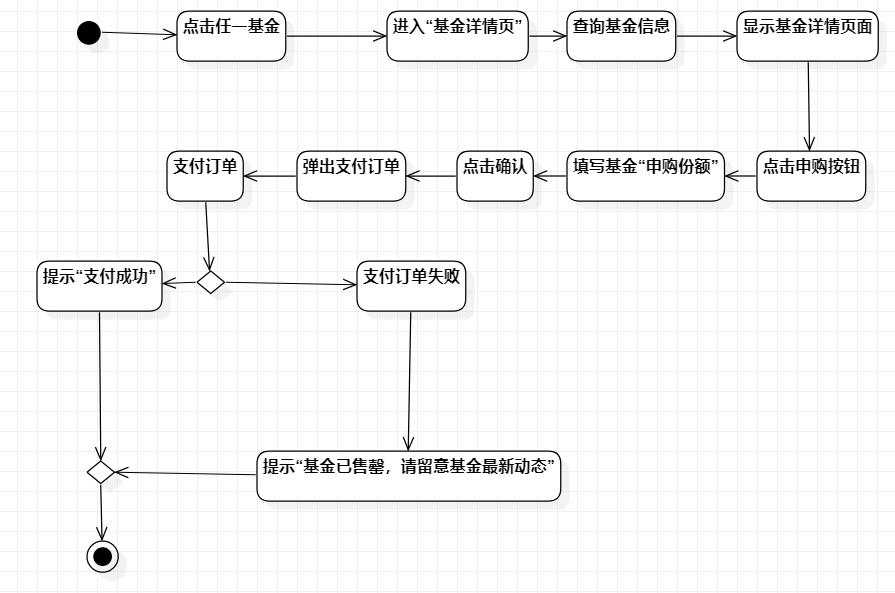 点击任一基金
进入“基金详情页”
查询基金信息
显示基金详情页面
支付订单
弹出支付订单
点击确认
填写基金“申购份额”
点击申购按钮
提示“支付成功”
支付订单失败
提示“基金已售罄，请留意基金最新动态”